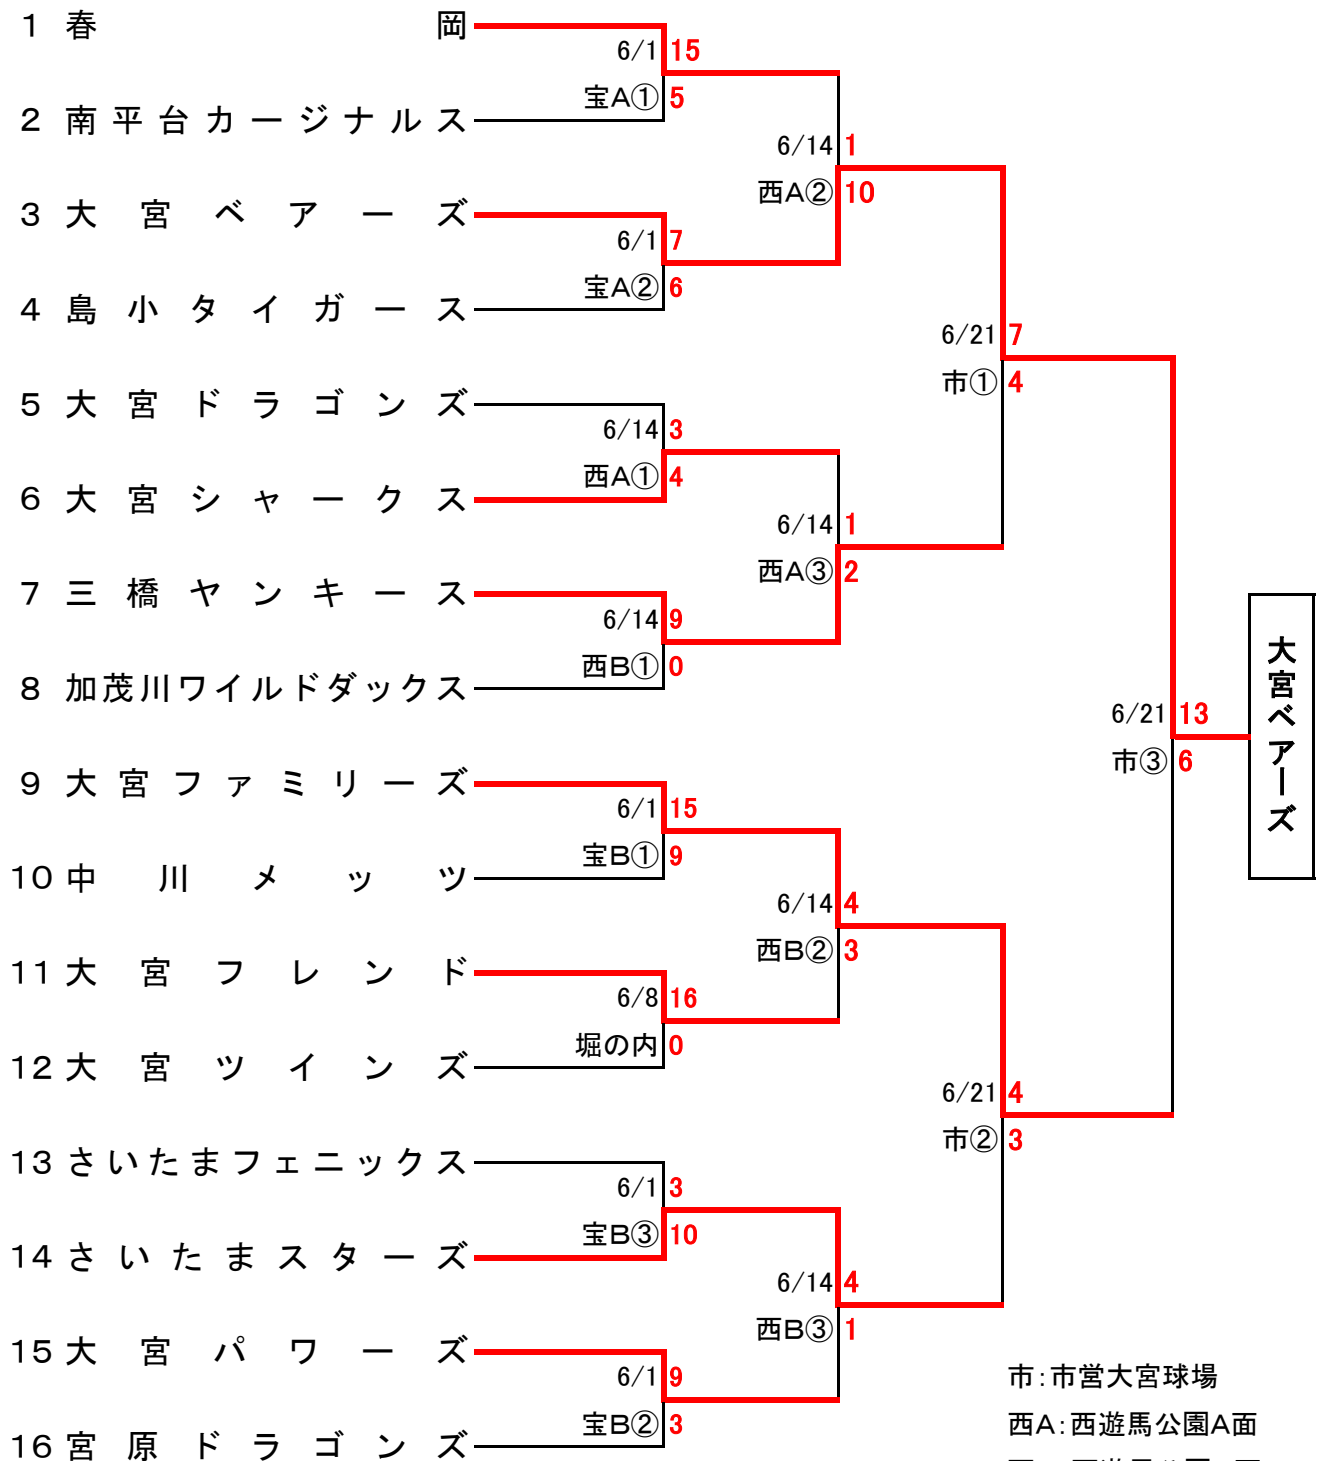 1 春岡
6/1 15
宝A① 5
2 南平台カージナルス
6/14 1
西A② 10
3 大宮ベアーズ
6/1 7
宝A② 6
4 島小タイガース
6/21 7
市① 4
5 大宮ドラゴンズ
6/14 3
西A① 4
6 大宮シャークス
6/14 1
西A③ 2
7 三橋ヤンキース
6/14 9
西B① 0
8 加茂川ワイルドダックス
6/21 13
市③ 6
大宮ベアーズ
9 大宮ファミリーズ
6/1 15
宝B① 9
10 中川メッツ
6/14 4
西B② 3
11 大宮フレンド
6/8 16
堀の内 0
12 大宮ツインズ
6/21 4
市② 3
13 さいたまフェニックス
6/1 3
宝B③ 10
14 さいたまスターズ
6/14 4
西B③ 1
15 大宮パワーズ
6/1 9
宝B② 3
16 宮原ドラゴンズ
市:市営大宮球場
西A:西遊馬公園A面